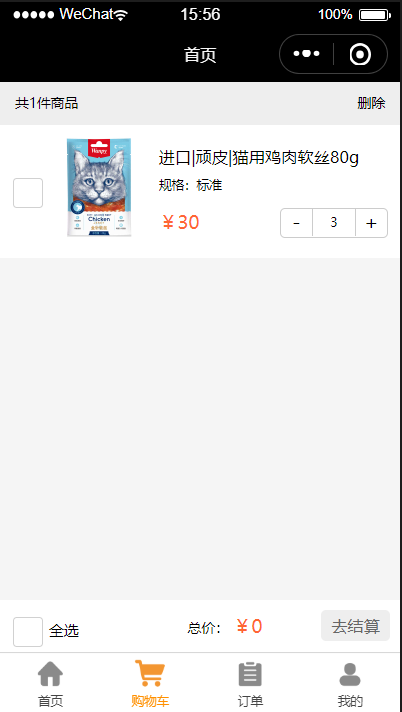 WeChat 15:56 100%
首页
共1件商品 删除
Wanpy
Chicken
进口|顽皮|猫用鸡肉软丝80g
规格：标准
￥30 - 3 +
全选 总价： ￥0 去结算
首页 购物车 订单 我的